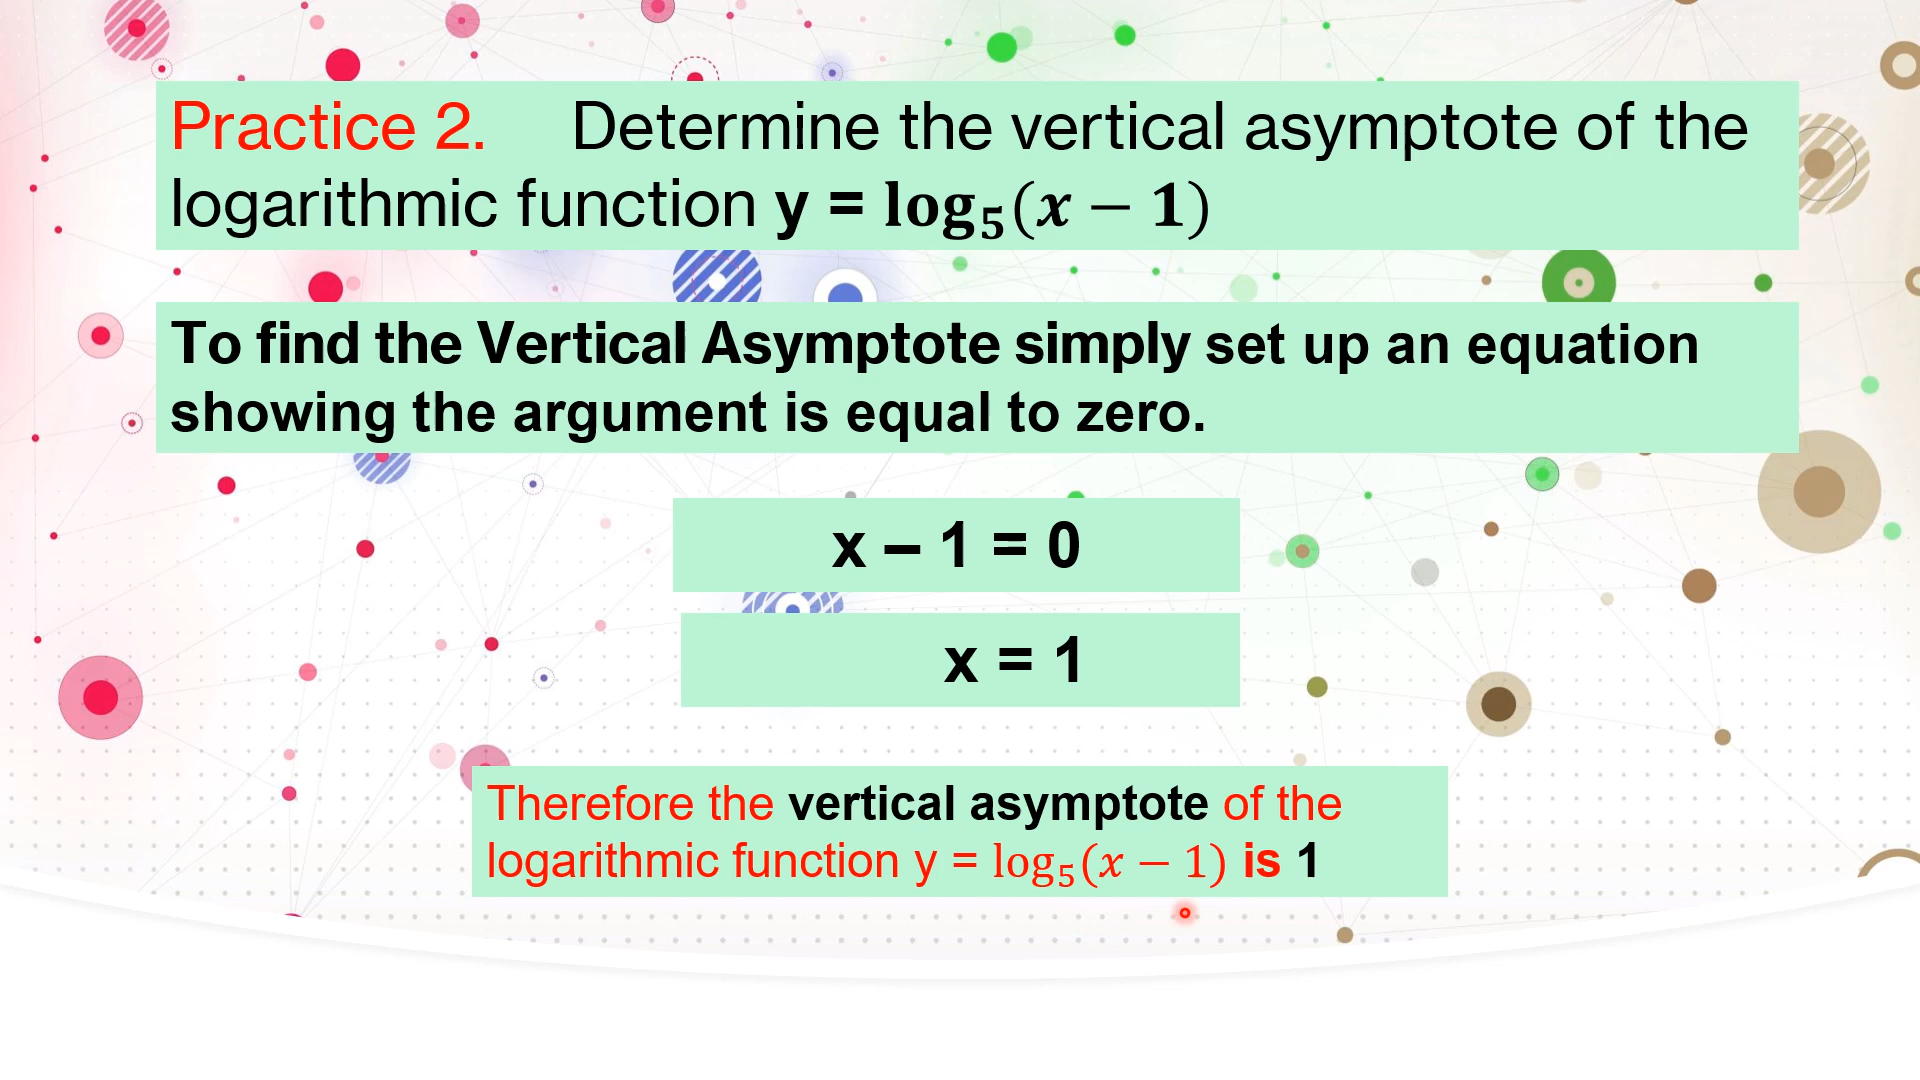 Practice 2. Determine the vertical asymptote of the
logarithmic function y = log₅(x − 1)
To find the Vertical Asymptote simply set up an equation
showing the argument is equal to zero.
x – 1 = 0
x = 1
Therefore the vertical asymptote of the
logarithmic function y = log₅(x − 1) is 1